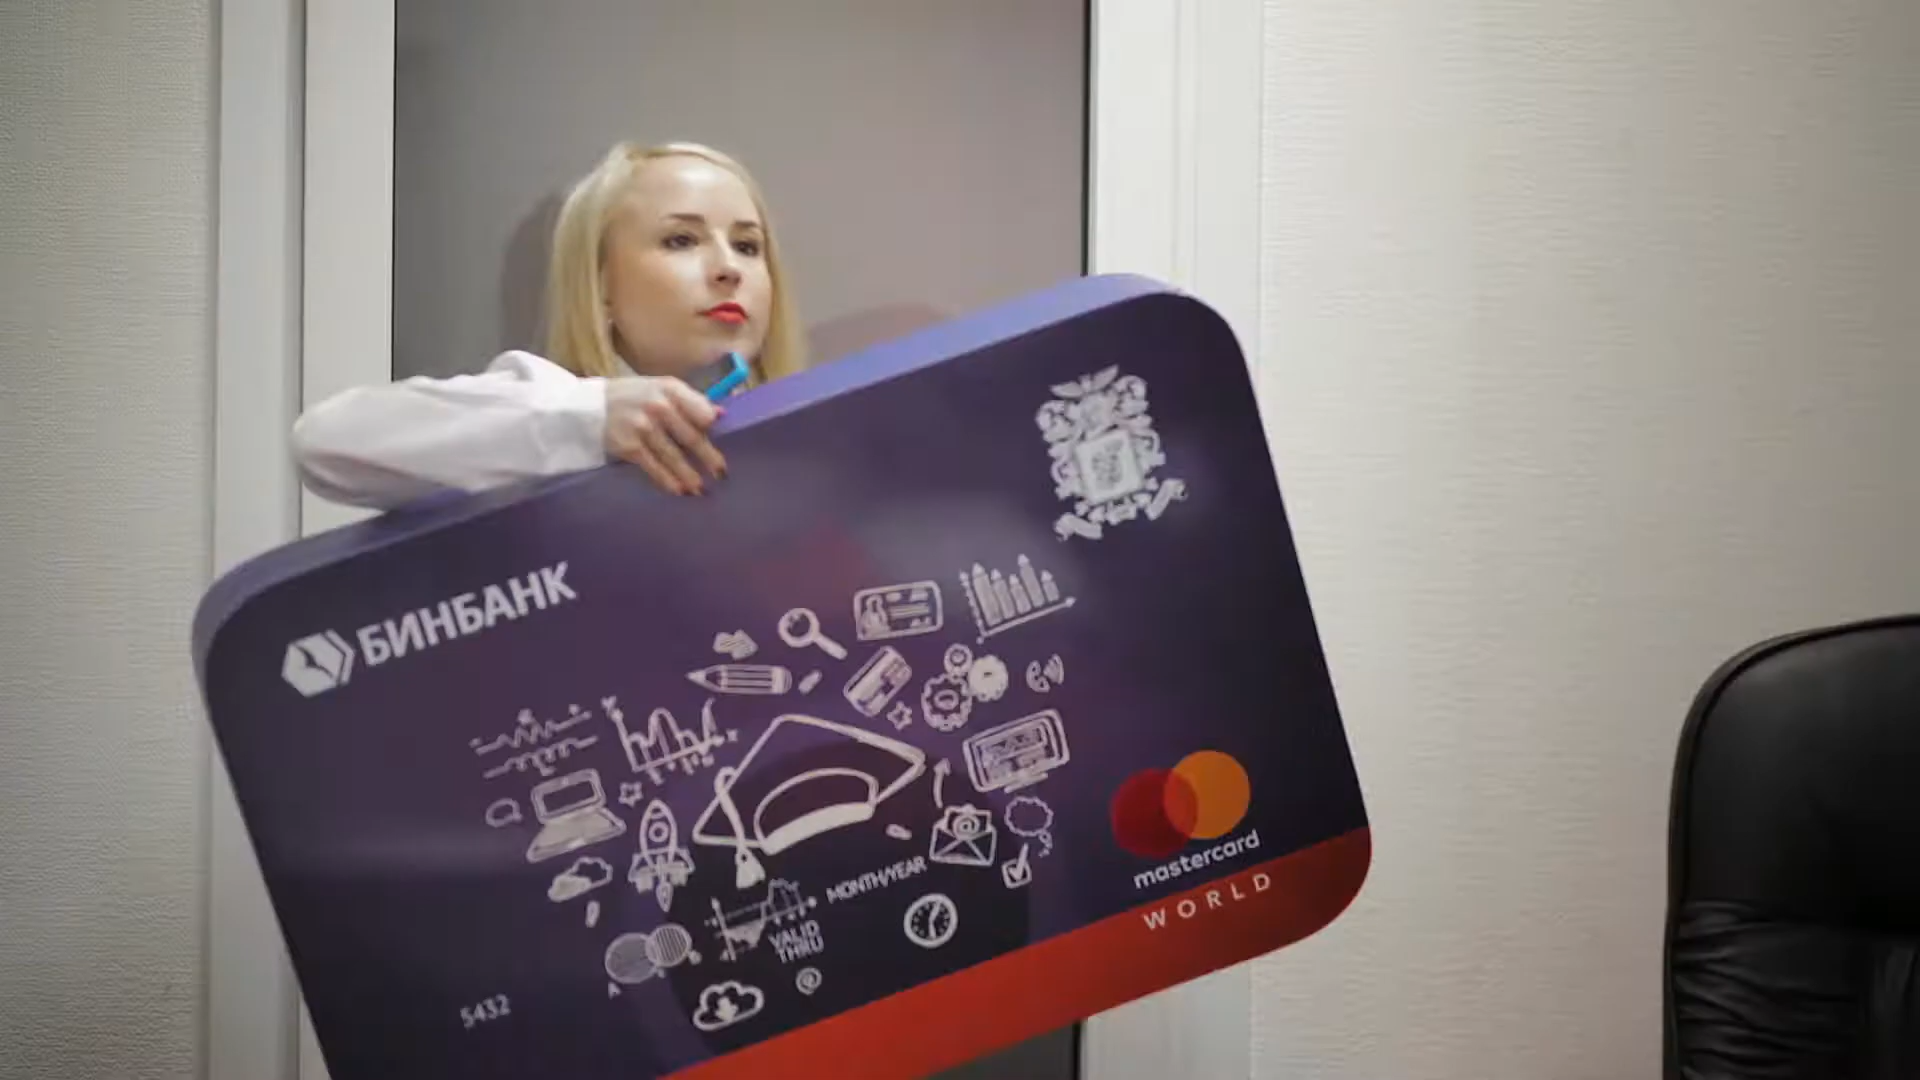 БИНБАНК
MONTH/YEAR
VALID
THRU
5432
mastercard
WORLD